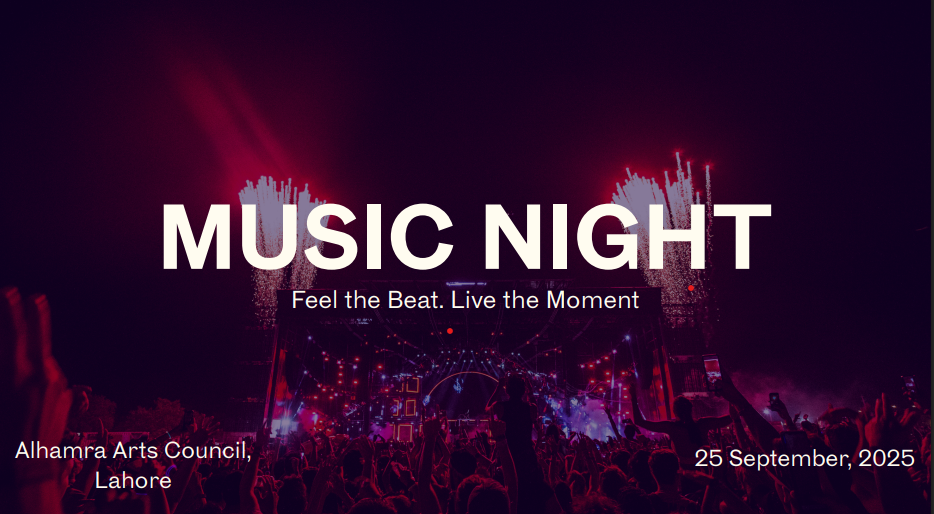 MUSIC NIGHT
Feel the Beat. Live the Moment
Alhamra Arts Council,
Lahore
25 September, 2025